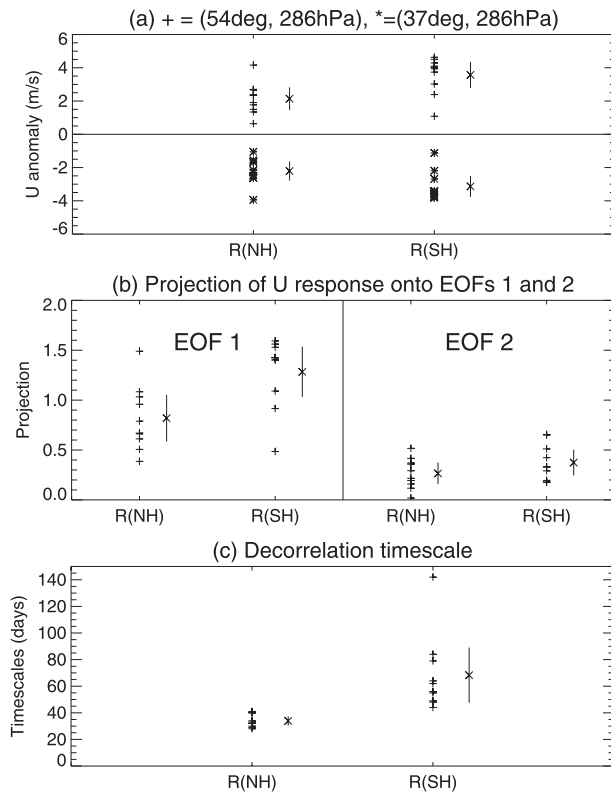 (a) + = (54deg, 286hPa), *=(37deg, 286hPa)
U anomaly (m/s)
6
4
2
0
-2
-4
-6
R(NH) R(SH)
(b) Projection of U response onto EOFs 1 and 2
Projection
2.0
1.5
1.0
0.5
0.0
EOF 1 EOF 2
R(NH) R(SH) R(NH) R(SH)
(c) Decorrelation timescale
Timescales (days)
140
120
100
80
60
40
20
0
R(NH) R(SH)